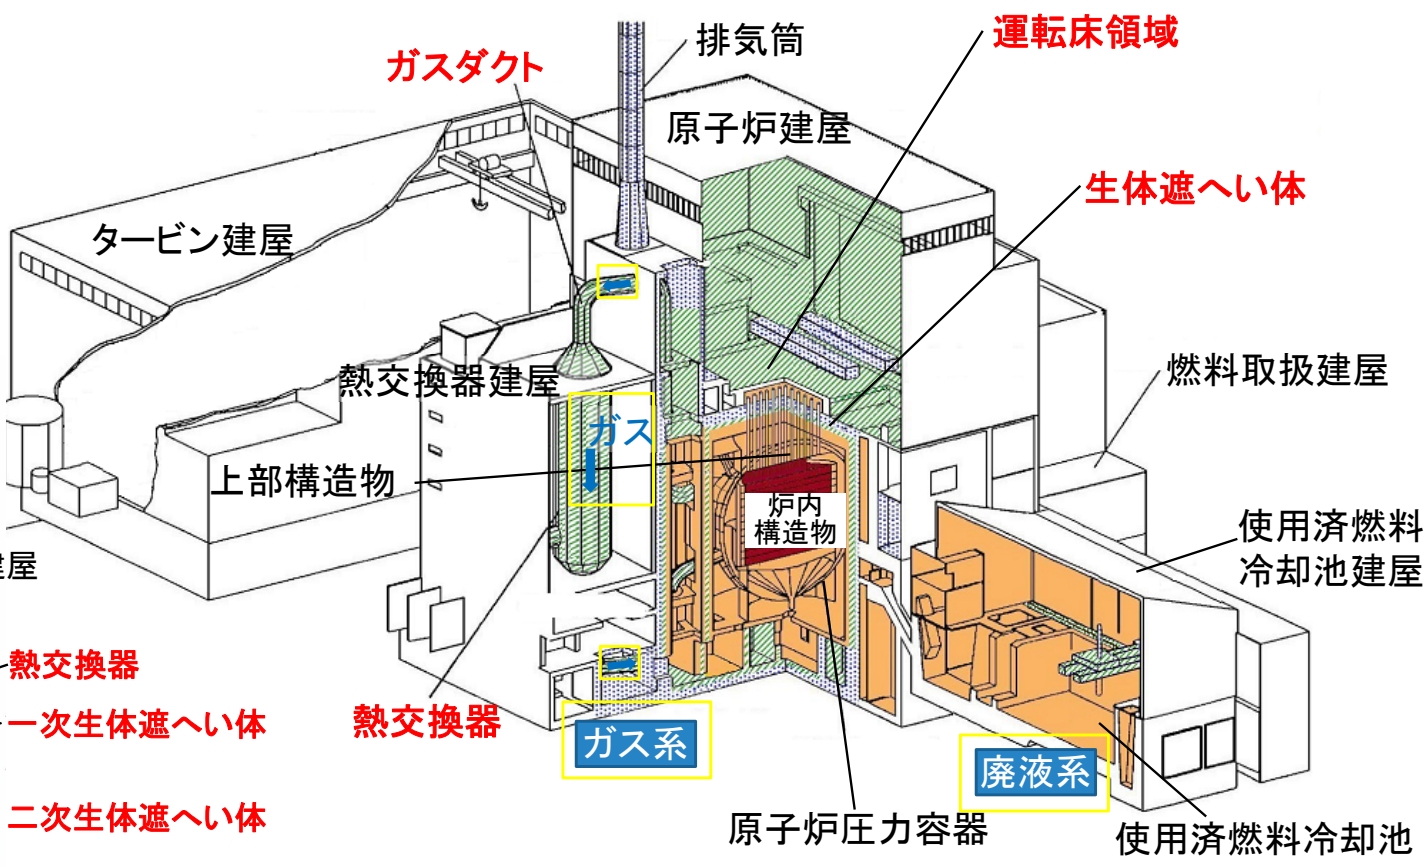 排気筒
運転床領域
ガスダクト
原子炉建屋
生体遮へい体
タービン建屋
燃料取扱建屋
熱交換器建屋
ガス
上部構造物
炉内
構造物
使用済燃料
冷却池建屋
建屋
熱交換器
一次生体遮へい体
熱交換器
ガス系
廃液系
二次生体遮へい体
原子炉圧力容器
使用済燃料冷却池